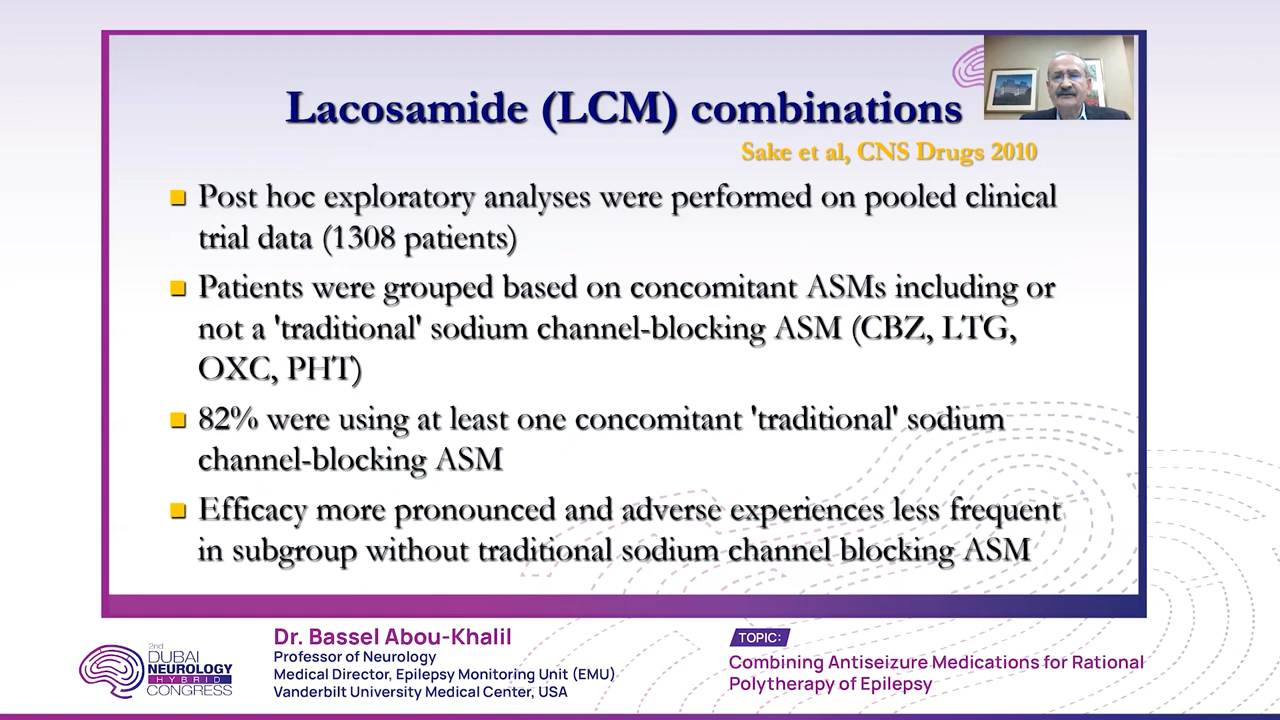 Lacosamide (LCM) combinations
Sake et al, CNS Drugs 2010
Post hoc exploratory analyses were performed on pooled clinical
trial data (1308 patients)
Patients were grouped based on concomitant ASMs including or
not a 'traditional' sodium channel-blocking ASM (CBZ, LTG,
OXC, PHT)
82% were using at least one concomitant 'traditional' sodium
channel-blocking ASM
Efficacy more pronounced and adverse experiences less frequent
in subgroup without traditional sodium channel blocking ASM
2nd
DUBAI
NEUROLOGY
HYBRID
CONGRESS
Dr. Bassel Abou-Khalil
Professor of Neurology
Medical Director, Epilepsy Monitoring Unit (EMU)
Vanderbilt University Medical Center, USA
TOPIC:
Combining Antiseizure Medications for Rational
Polytherapy of Epilepsy